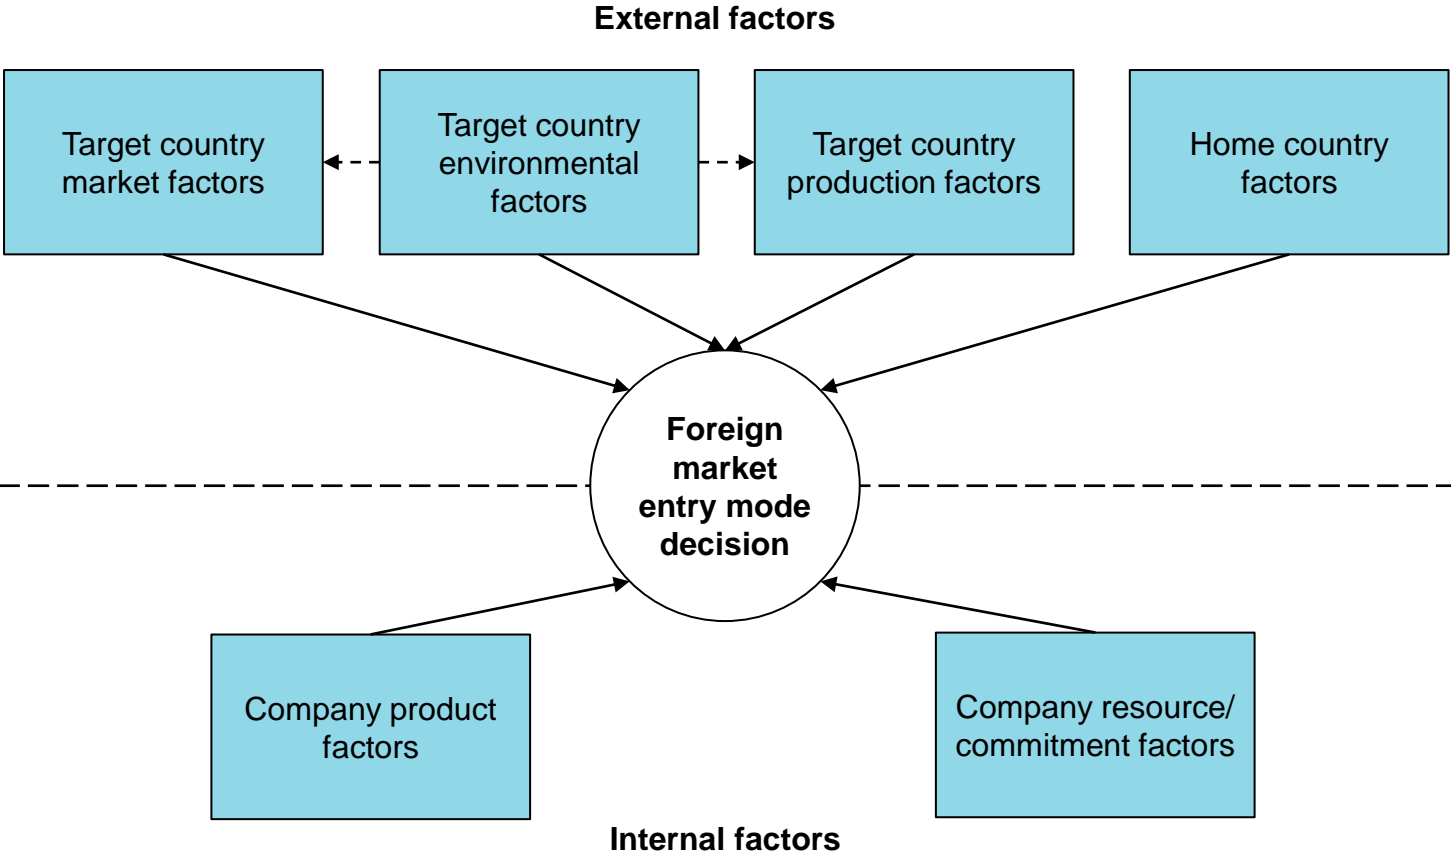 External factors
Target country
market factors
Target country
environmental
factors
Target country
production factors
Home country
factors
Foreign
market
entry mode
decision
Company product
factors
Company resource/
commitment factors
Internal factors